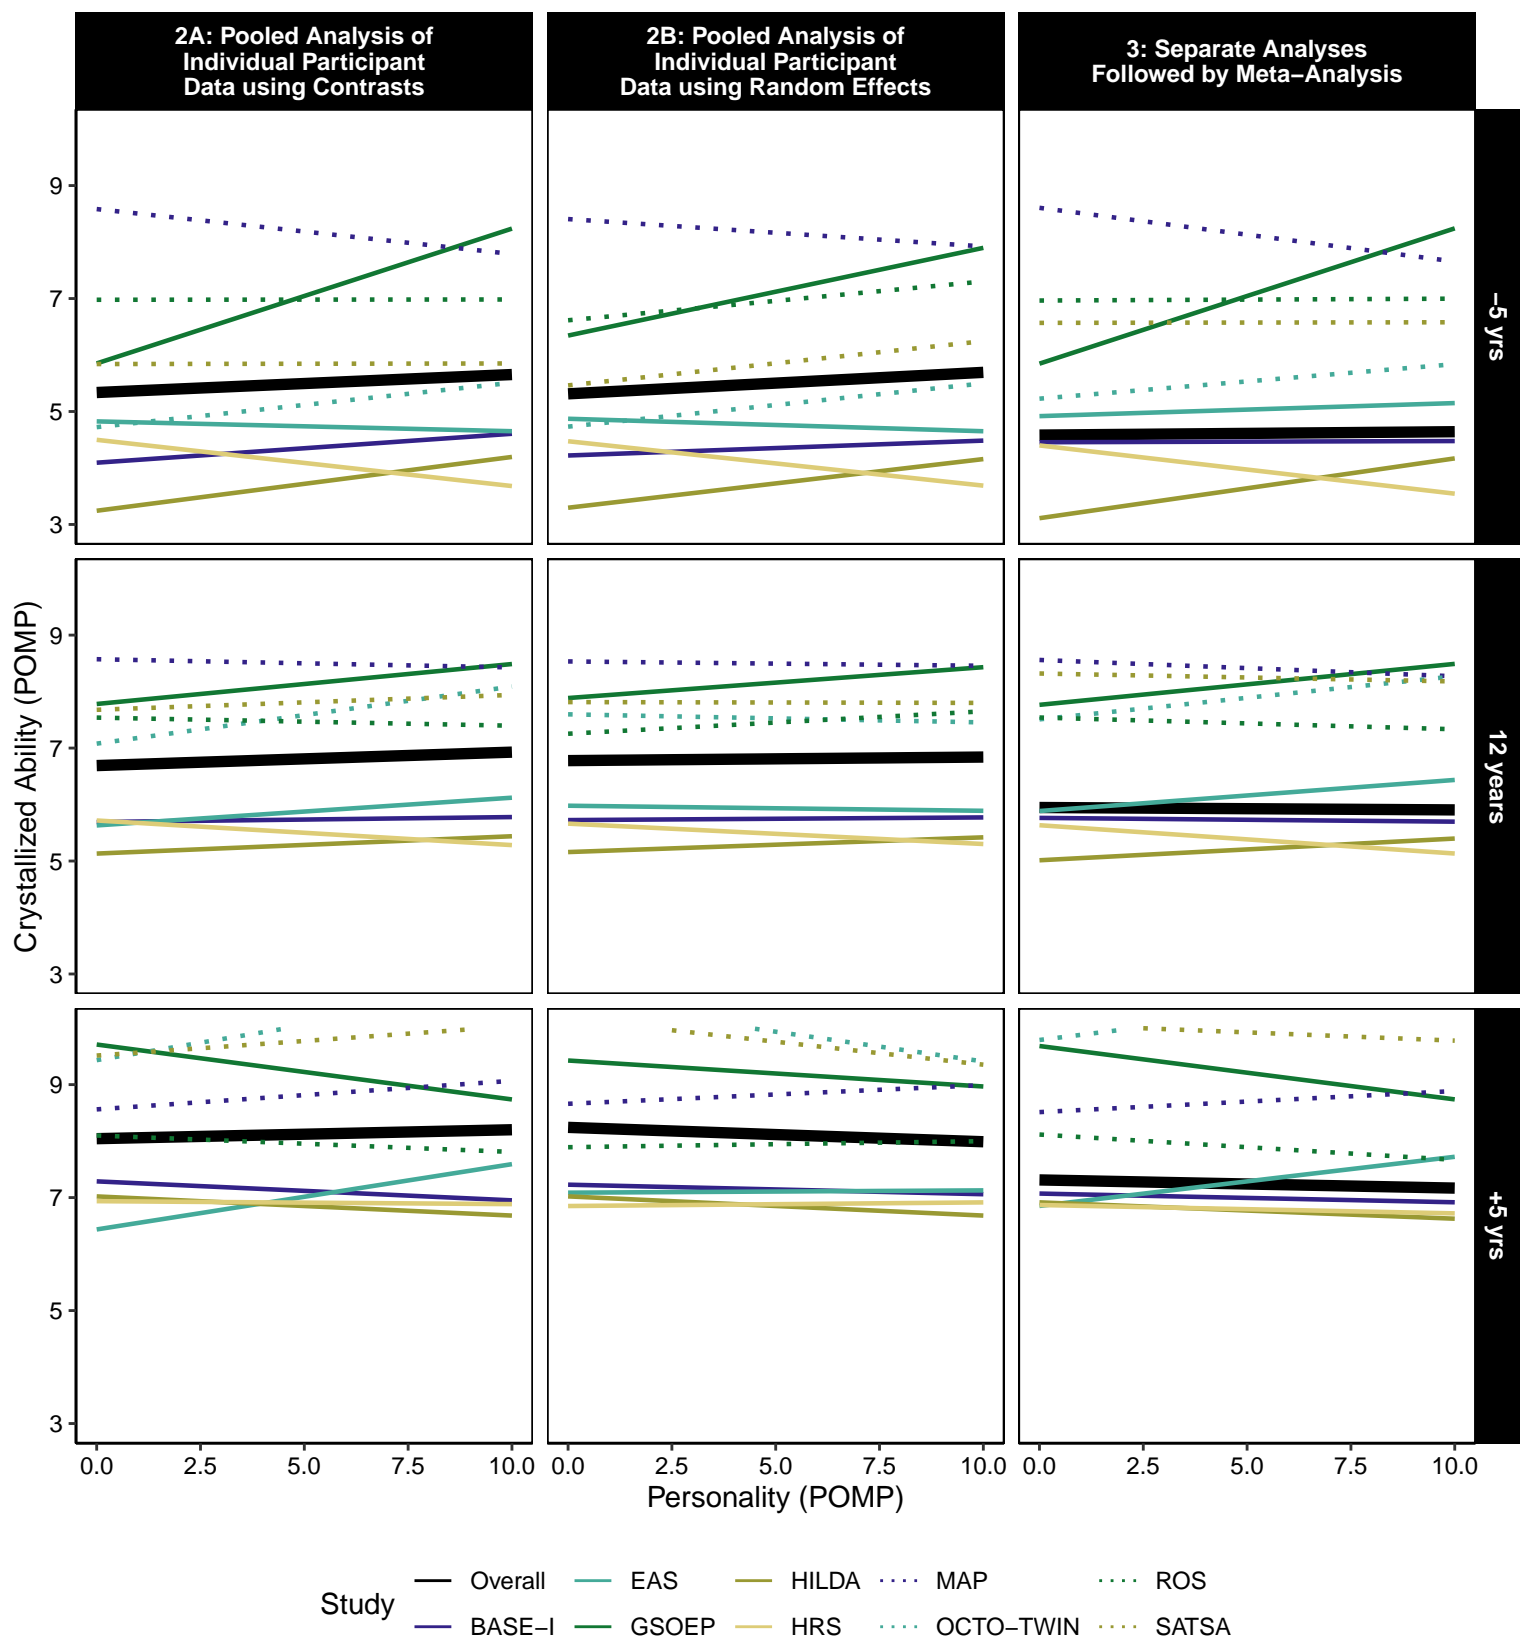 2A: Pooled Analysis of
Individual Participant
Data using Contrasts
2B: Pooled Analysis of
Individual Participant
Data using Random Effects
3: Separate Analyses
Followed by Meta−Analysis
9
7
5
3
−5 yrs
9
7
5
3
12 years
9
7
5
3
+5 yrs
Crystallized Ability (POMP)
0.0 2.5 5.0 7.5 10.0 0.0 2.5 5.0 7.5 10.0 0.0 2.5 5.0 7.5 10.0
Personality (POMP)
Study
Overall EAS HILDA MAP ROS
BASE−I GSOEP HRS OCTO−TWIN SATSA